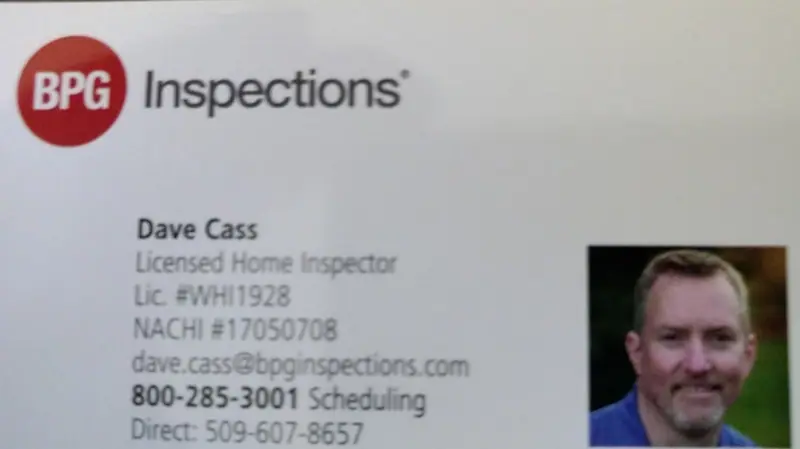 BPG Inspections®
Dave Cass
Licensed Home Inspector
Lic. #WHI1928
NACHI #17050708
dave.cass@bpginspections.com
800-285-3001 Scheduling
Direct: 509-607-8657